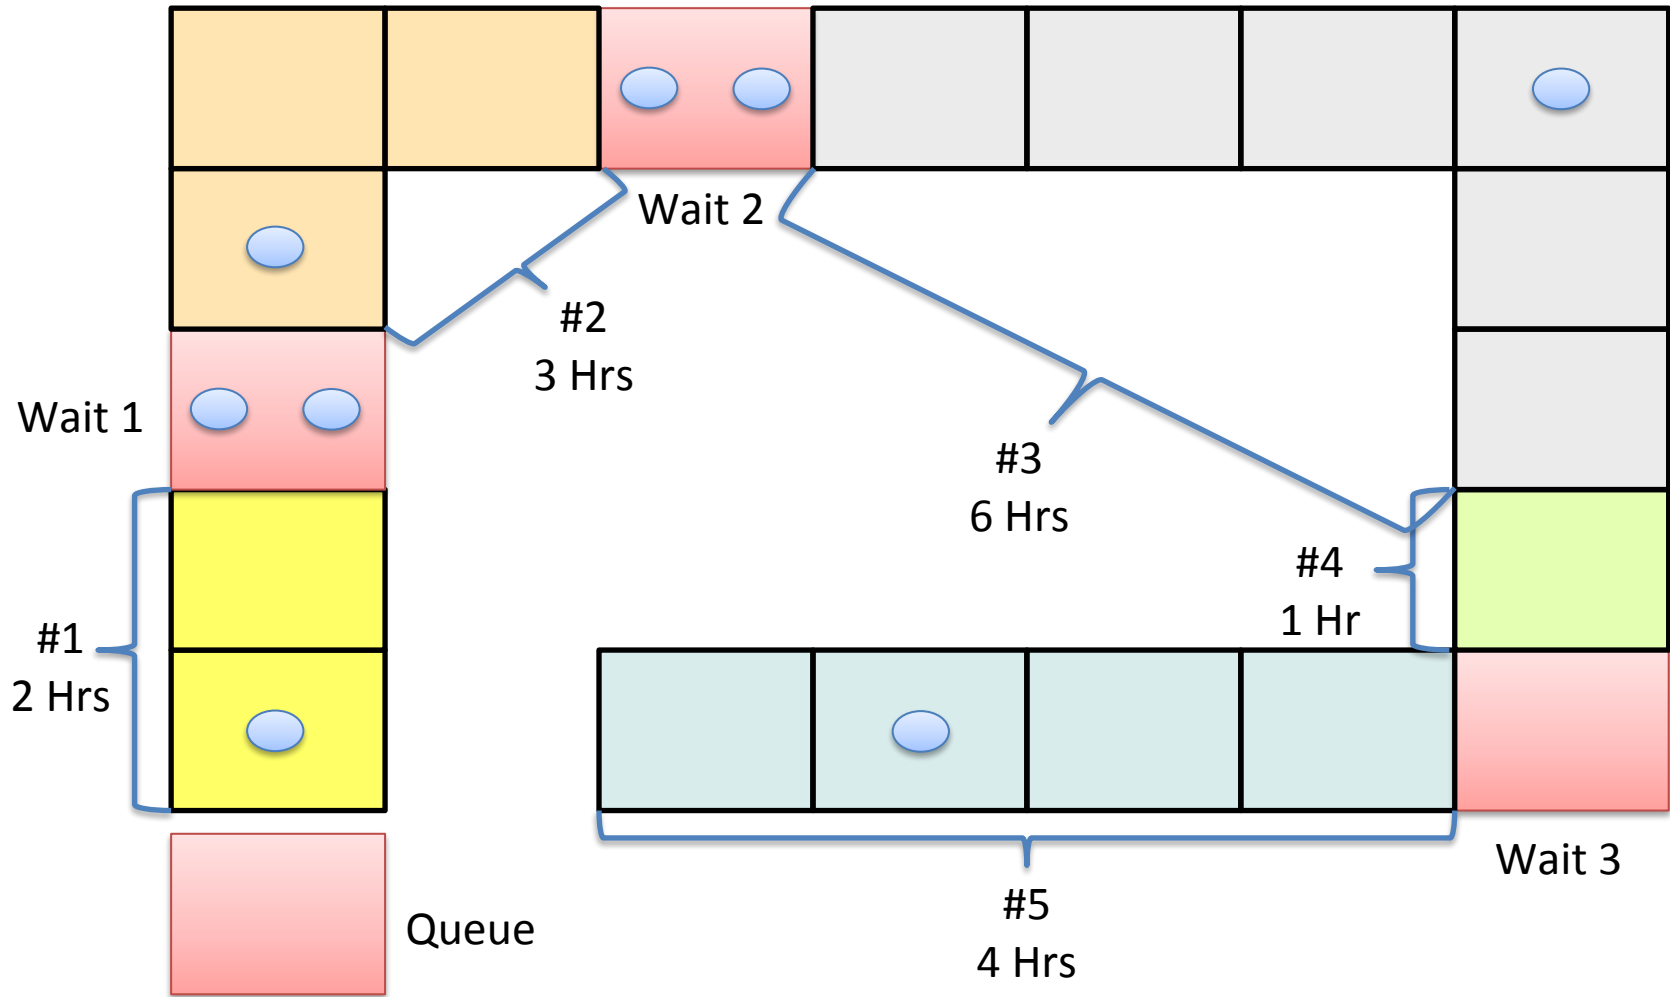 Wait 2
#2
3 Hrs
Wait 1
#3
6 Hrs
#4
1 Hr
#1
2 Hrs
Wait 3
#5
4 Hrs
Queue